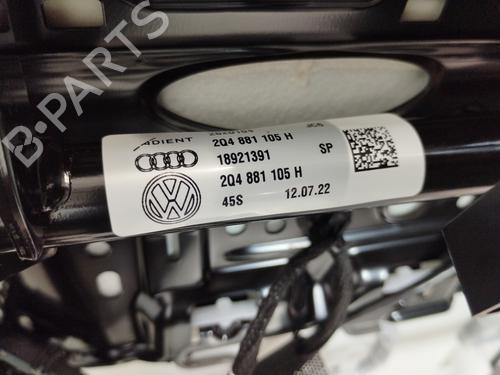 B-PARTS
ADIENT 2Q4 881 105 H
18921391 SP
2Q4 881 105 H
45S 12.07.22